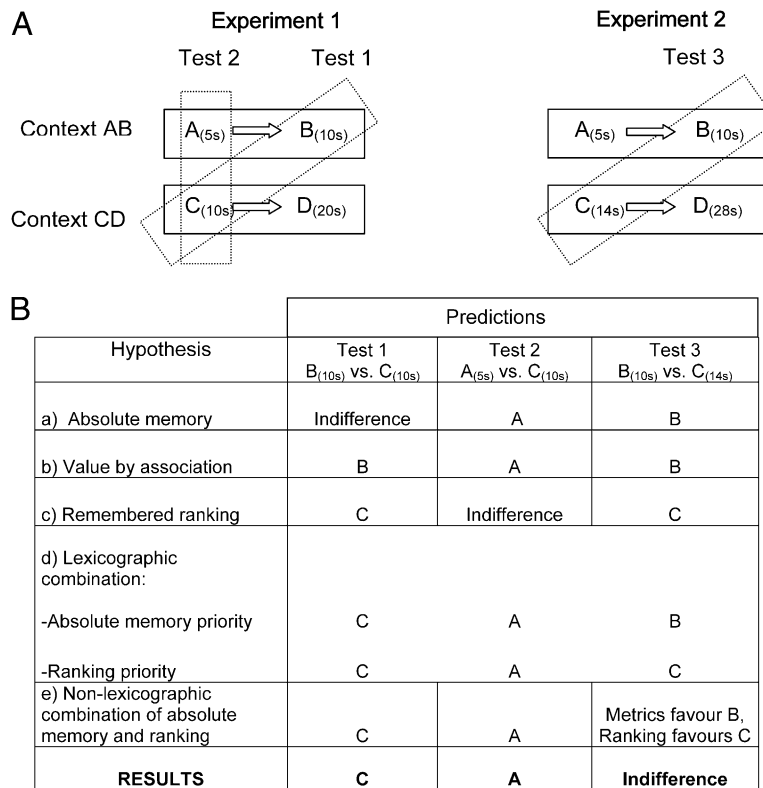 A
Experiment 1
Experiment 2
Test 2
Test 1
Test 3
Context AB
A(5s)
B(10s)
A(5s)
B(10s)
Context CD
C(10s)
D(20s)
C(14s)
D(28s)
B
Predictions
Hypothesis
Test 1
B(10s) vs. C(10s)
Test 2
A(5s) vs. C(10s)
Test 3
B(10s) vs. C(14s)
a) Absolute memory
Indifference
A
B
b) Value by association
B
A
B
c) Remembered ranking
C
Indifference
C
d) Lexicographic
combination:
-Absolute memory priority
C
A
B
-Ranking priority
C
A
C
e) Non-lexicographic
combination of absolute
memory and ranking
C
A
Metrics favour B,
Ranking favours C
RESULTS
C
A
Indifference